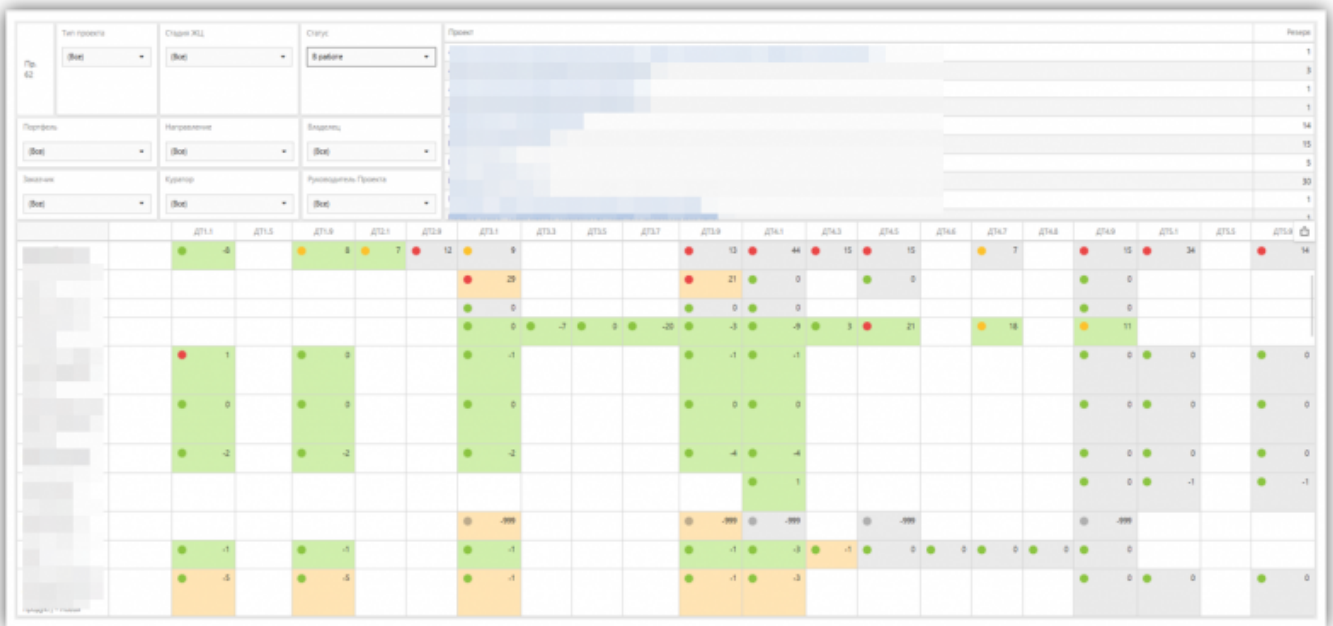 Тип проекта Стадия ЖЦ Статус Проект Резерв
Пр. (Все) (Все) В работе 1
62 3
1
1
Портфель Направление Владелец 14
(Все) (Все) (Все) 15
5
Заказчик Куратор Руководитель Проекта 30
(Все) (Все) (Все) 1
1
ДТ1.1 ДТ1.5 ДТ1.9 ДТ2.1 ДТ2.9 ДТ3.1 ДТ3.3 ДТ3.5 ДТ3.7 ДТ3.9 ДТ4.1 ДТ4.3 ДТ4.5 ДТ4.6 ДТ4.7 ДТ4.8 ДТ4.9 ДТ5.1 ДТ5.5
8 7 12 9 13 44 15 15 7 15 34 14
29 21 0 0 0
0 0 0 0
0 -7 0 -20 -3 -9 3 21 18 11
1 0 -1 -1 -1 0 0 0
0 0 0 0 0 0 0 0
-2 -2 -2 -4 -4 0 0 0
1 0 -1 -1
-999 -999 -999 -999 -999
-1 -1 -1 -1 -3 -1 0 0 0 0 0
-5 -5 -1 -1 -3 0 0 0